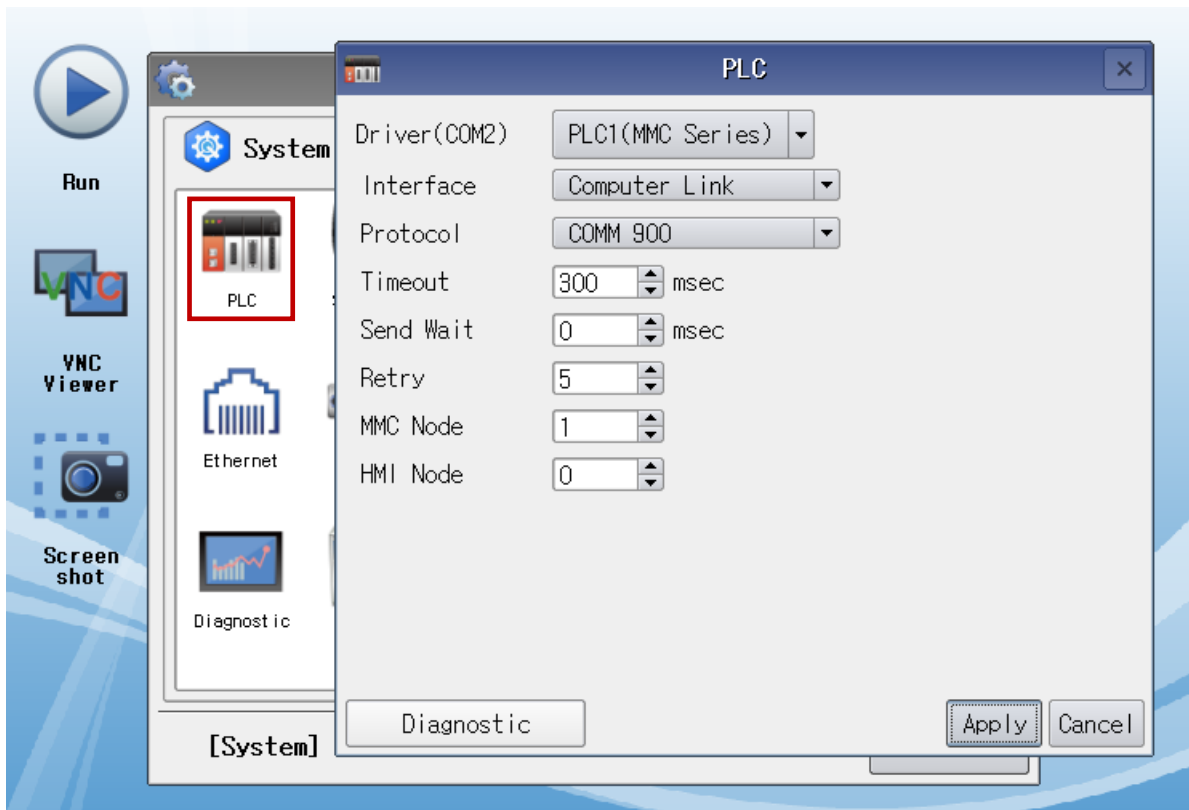 Run
VNC
VNC
Viewer
Screen
shot
System
PLC
Ethernet
Diagnostic
[System]
PLC
Driver(COM2) PLC1(MMC Series)
Interface Computer Link
Protocol COMM 900
Timeout 300 msec
Send Wait 0 msec
Retry 5
MMC Node 1
HMI Node 0
Diagnostic Apply Cancel